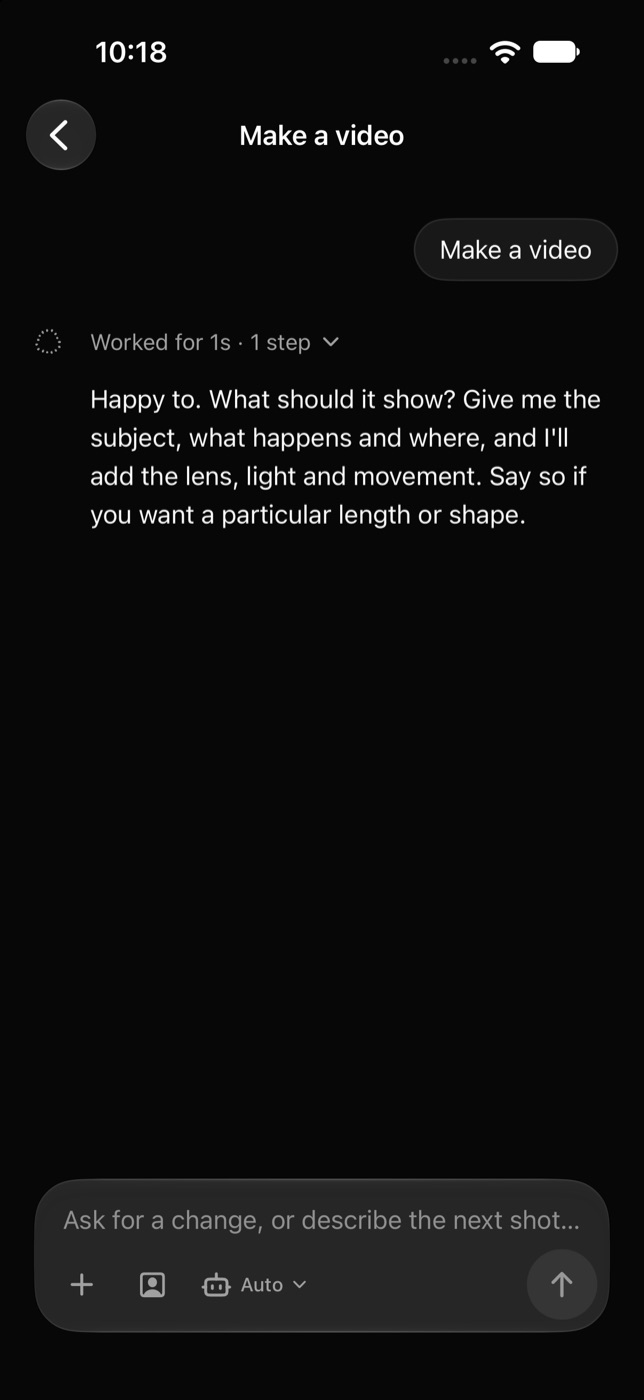 10:18
Make a video
Make a video
Worked for 1s · 1 step
Happy to. What should it show? Give me the
subject, what happens and where, and I'll
add the lens, light and movement. Say so if
you want a particular length or shape.
Ask for a change, or describe the next shot...
Auto